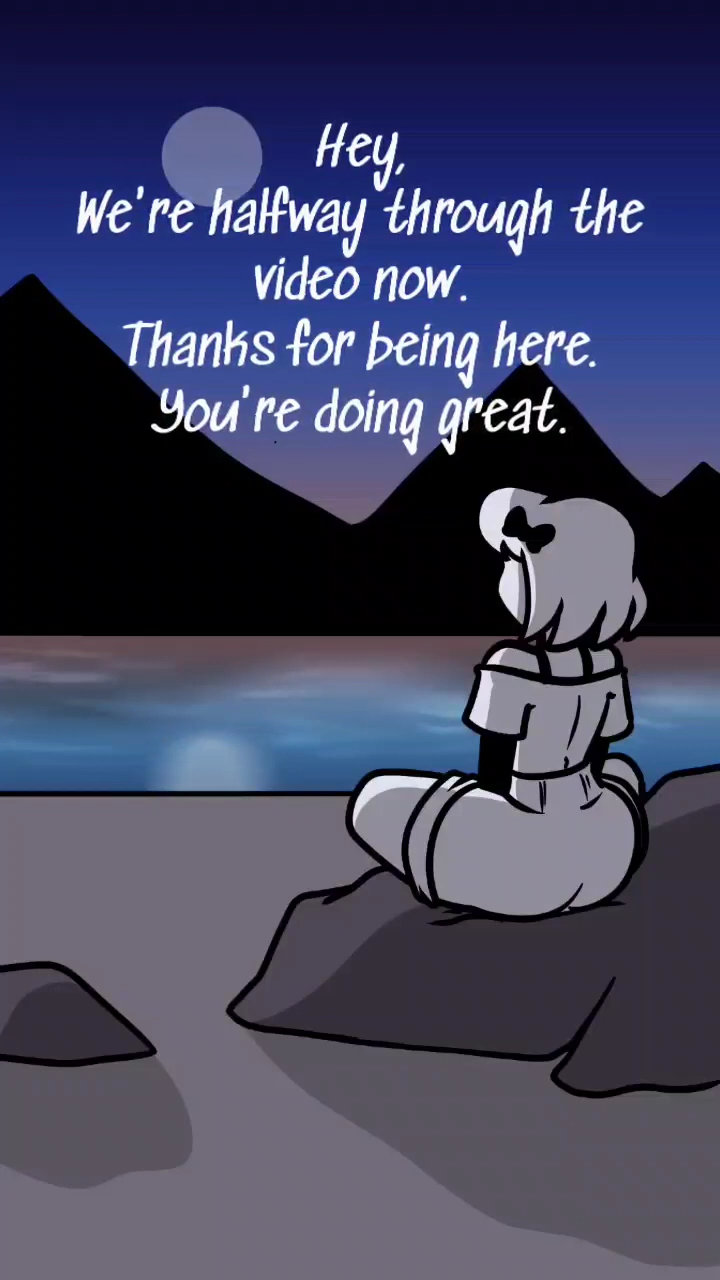 Hey,
We're halfway through the
video now.
Thanks for being here.
You're doing great.